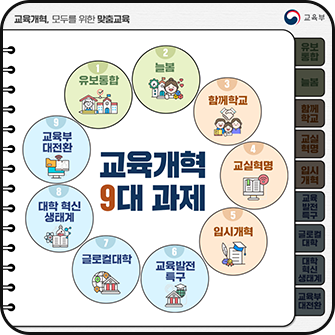 교육개혁, 모두를 위한 맞춤교육
교육부
1
유보통합
2
늘봄
3
함께학교
4
교실혁명
5
입시개혁
6
교육발전
특구
7
글로컬대학
8
대학 혁신
생태계
9
교육부
대전환
교육개혁
9대 과제
유보
통합
늘봄
함께
학교
교실
혁명
입시
개혁
교육
발전
특구
글로컬
대학
대학
혁신
생태계
교육부
대전환